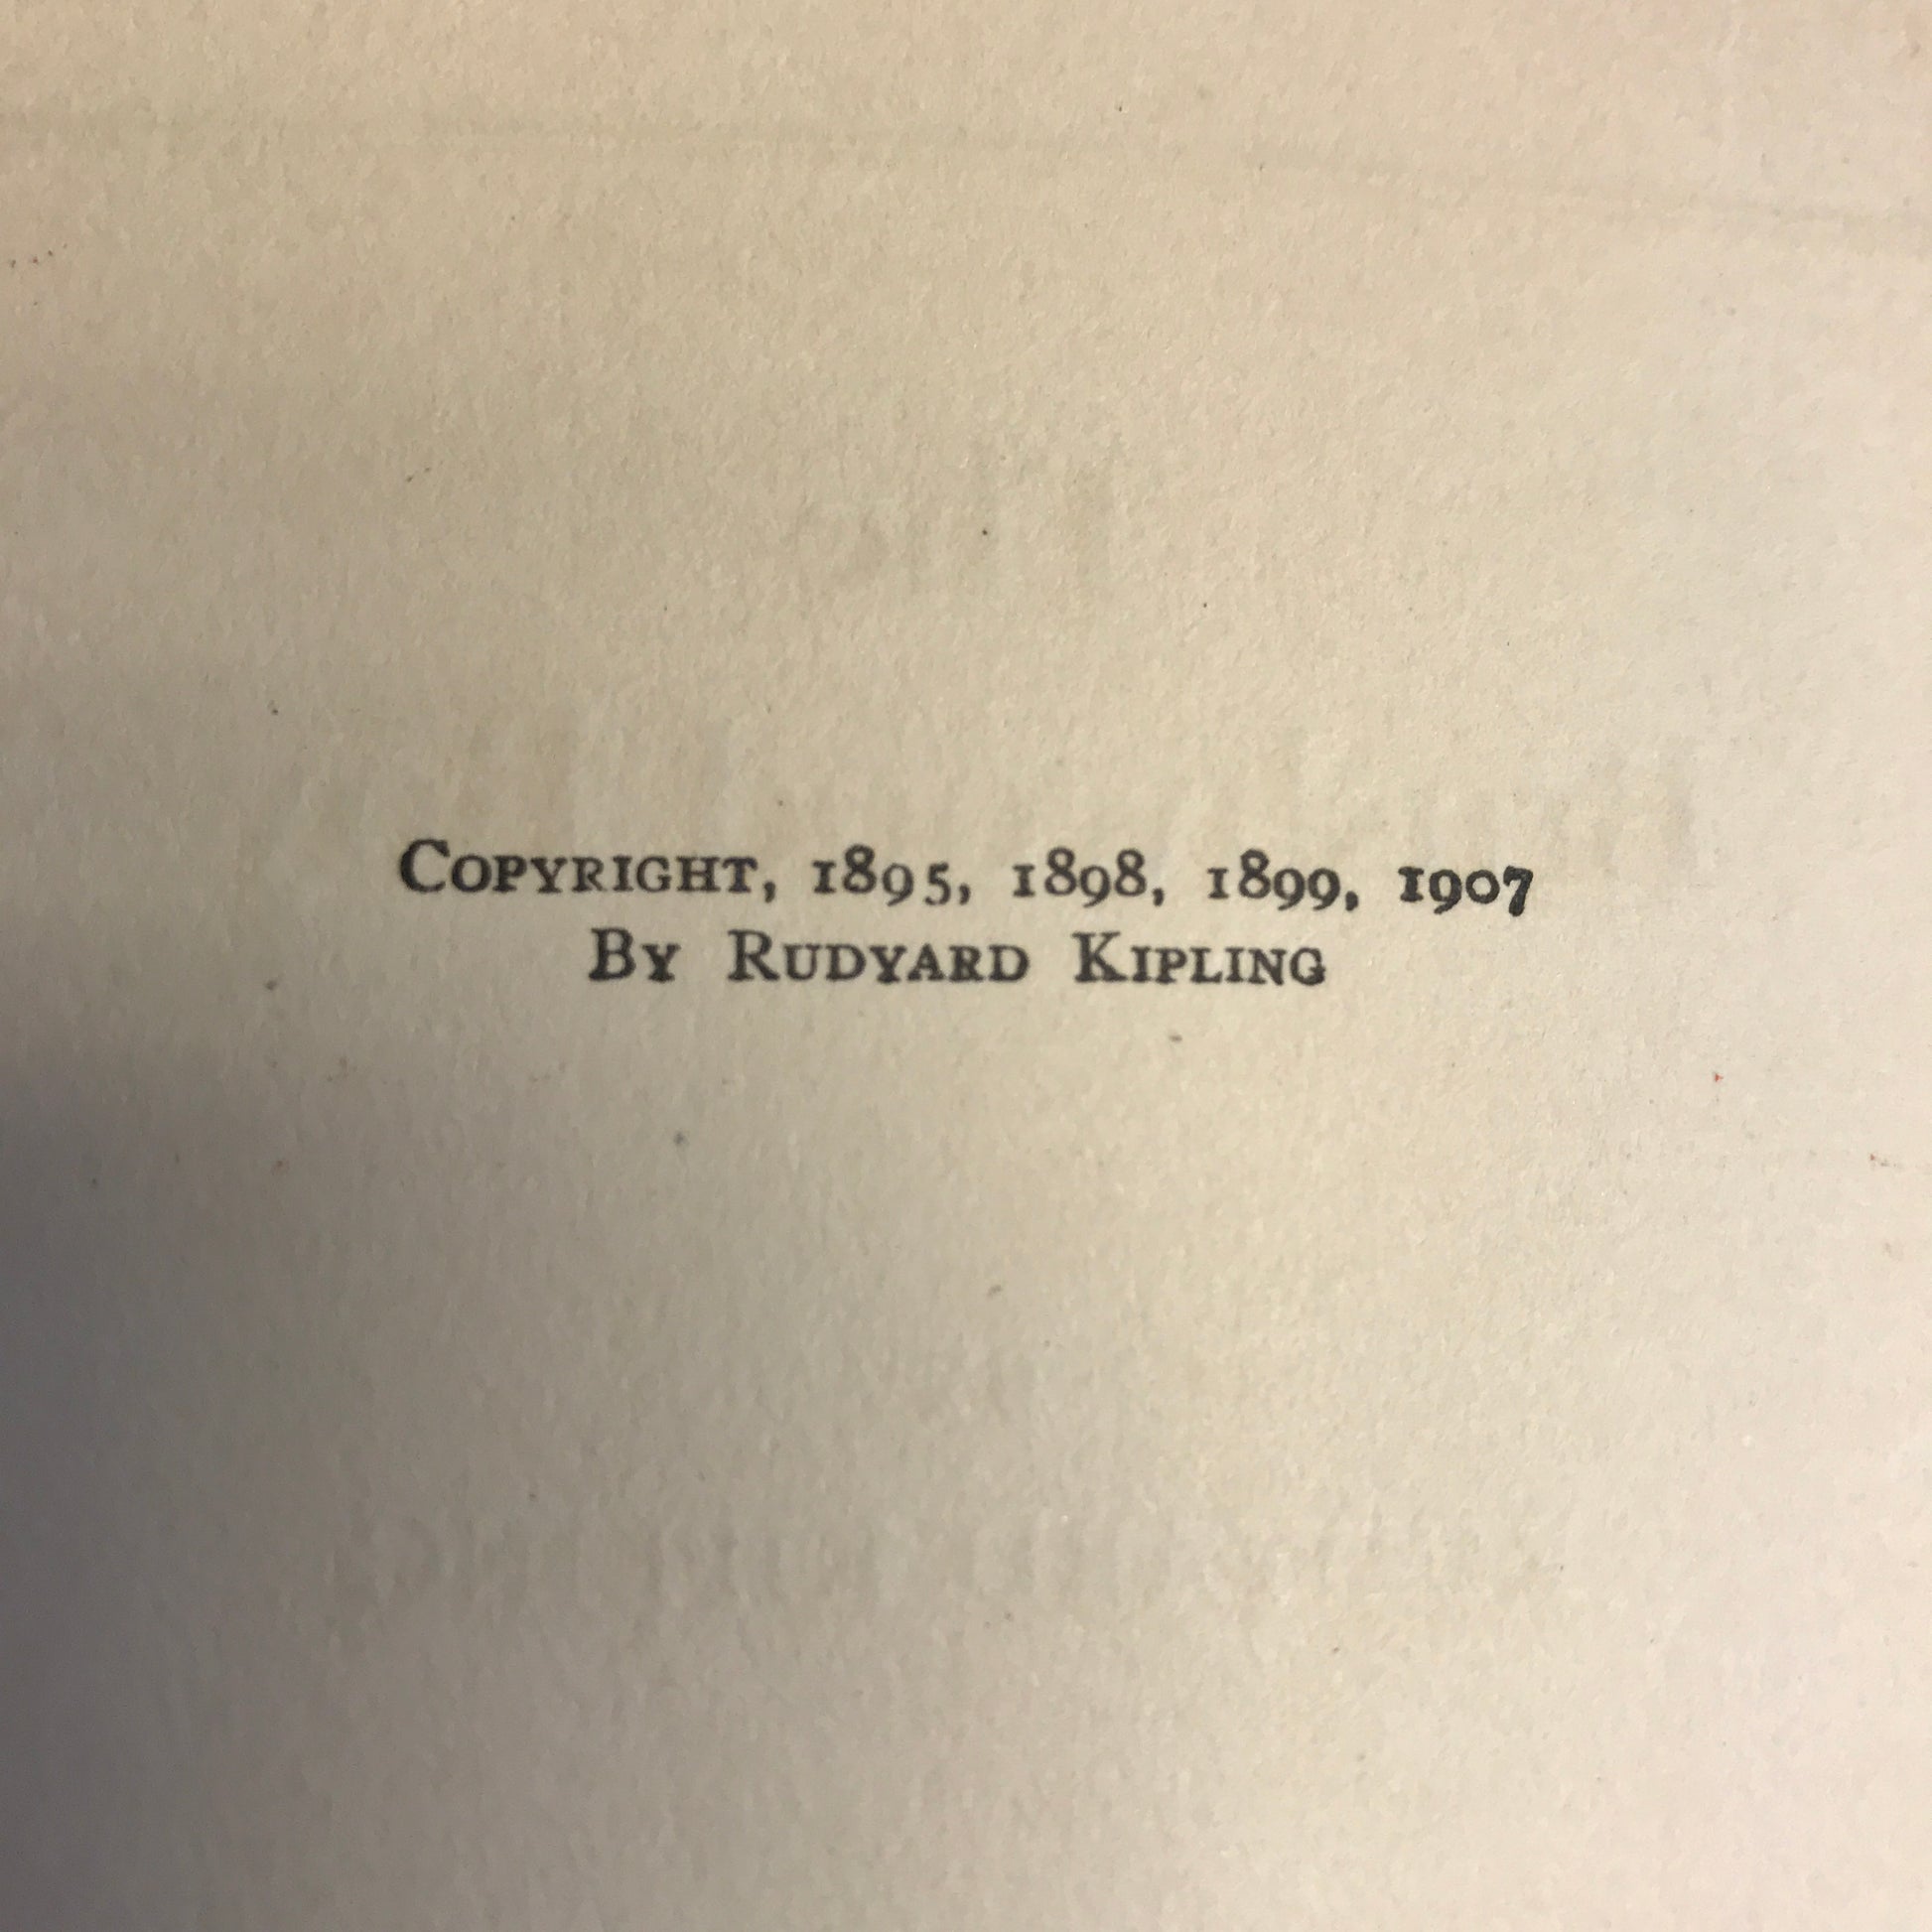 COPYRIGHT, 1895, 1898, 1899, 1907
BY RUDYARD KIPLING